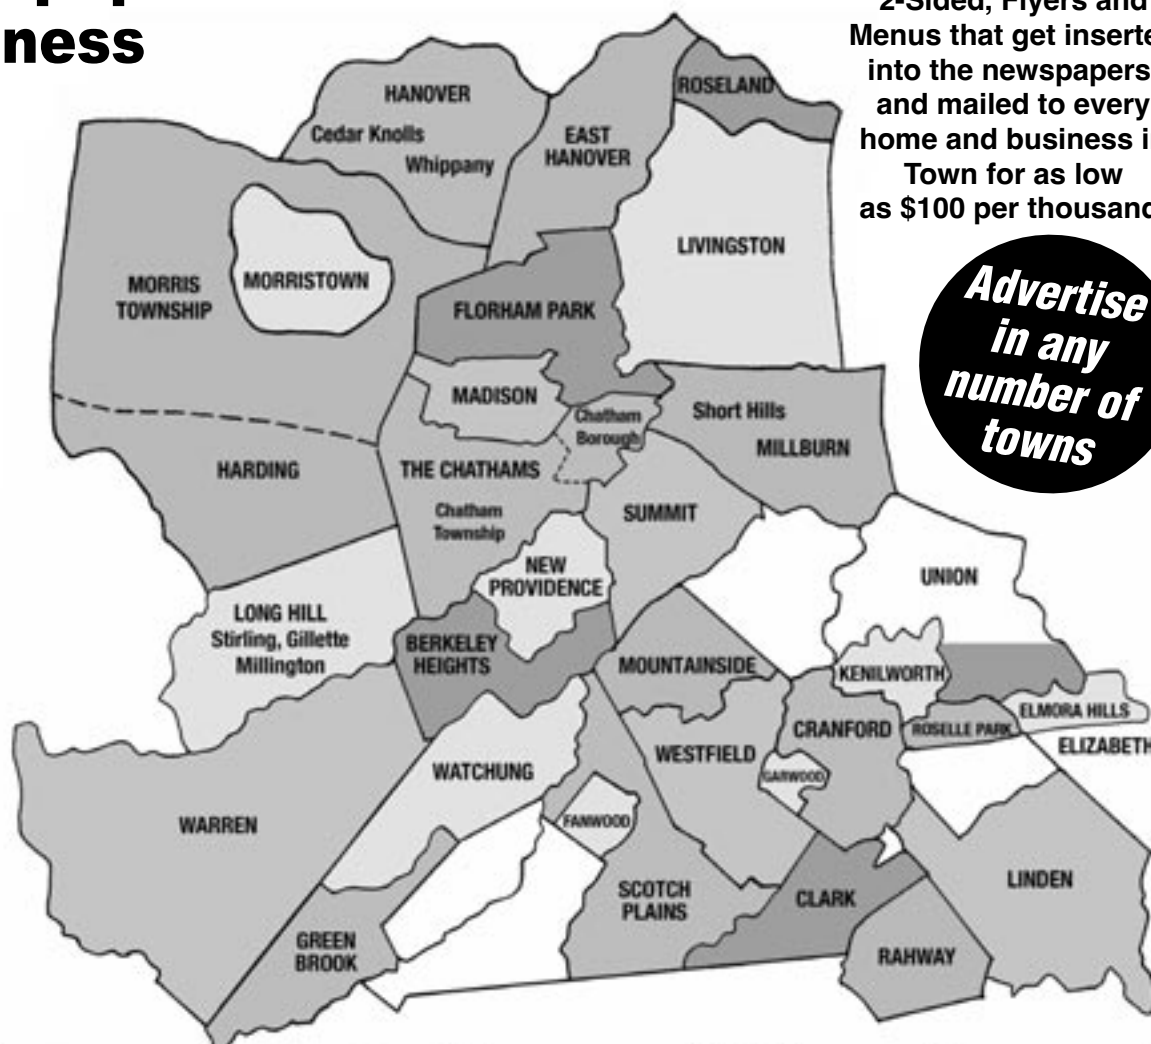 ness
2-Sided, Flyers and
Menus that get inserte
into the newspapers
and mailed to every
home and business i
Town for as low
as $100 per thousand
Advertise
in any
number of
towns
HANOVER
Cedar Knolls
Whippany
EAST
HANOVER
ROSELAND
LIVINGSTON
MORRIS
TOWNSHIP
MORRISTOWN
FLORHAM PARK
MADISON
Chatham
Borough
Short Hills
MILLBURN
HARDING
THE CHATHAMS
Chatham
Township
SUMMIT
NEW
PROVIDENCE
UNION
LONG HILL
Stirling, Gillette
Millington
BERKELEY
HEIGHTS
MOUNTAINSIDE
KENILWORTH
ELMORA HILLS
ROSELLE PARK
CRANFORD
ELIZABETH
WESTFIELD
GARWOOD
WATCHUNG
WARREN
FANWOOD
SCOTCH
PLAINS
CLARK
LINDEN
GREEN
BROOK
RAHWAY